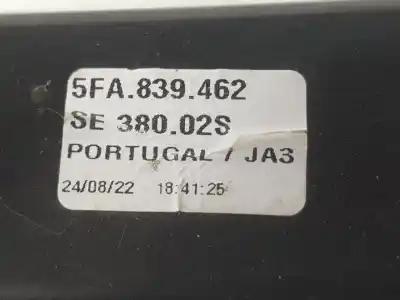 5FA.839.462
SE 380.02S
PORTUGAL / JA3
24/08/22 18:41:25